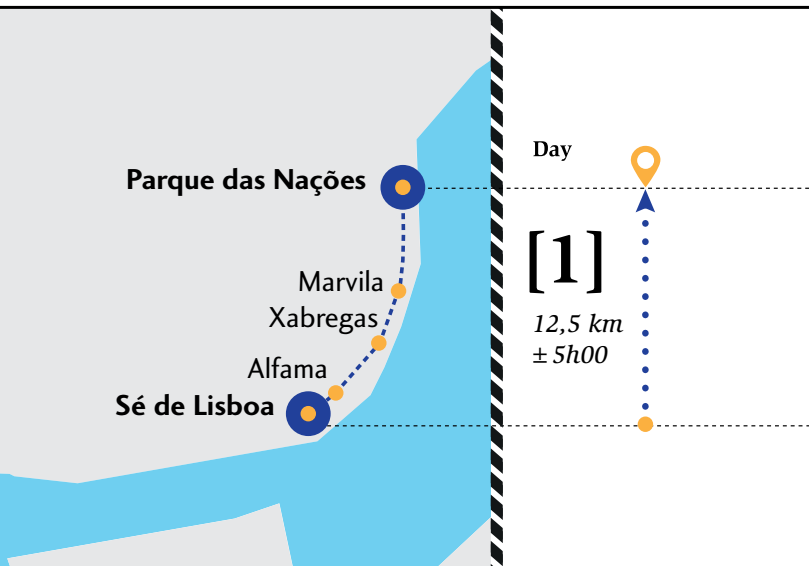 Parque das Nações
Marvila
Xabregas
Alfama
Sé de Lisboa
Day
[1]
12,5 km
± 5h00